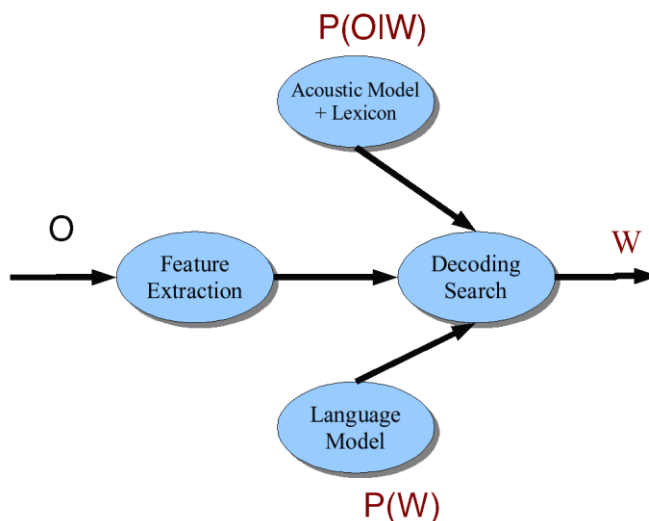 P(O|W)
Acoustic Model
+ Lexicon
O
Feature
Extraction
Decoding
Search
W
Language
Model
P(W)